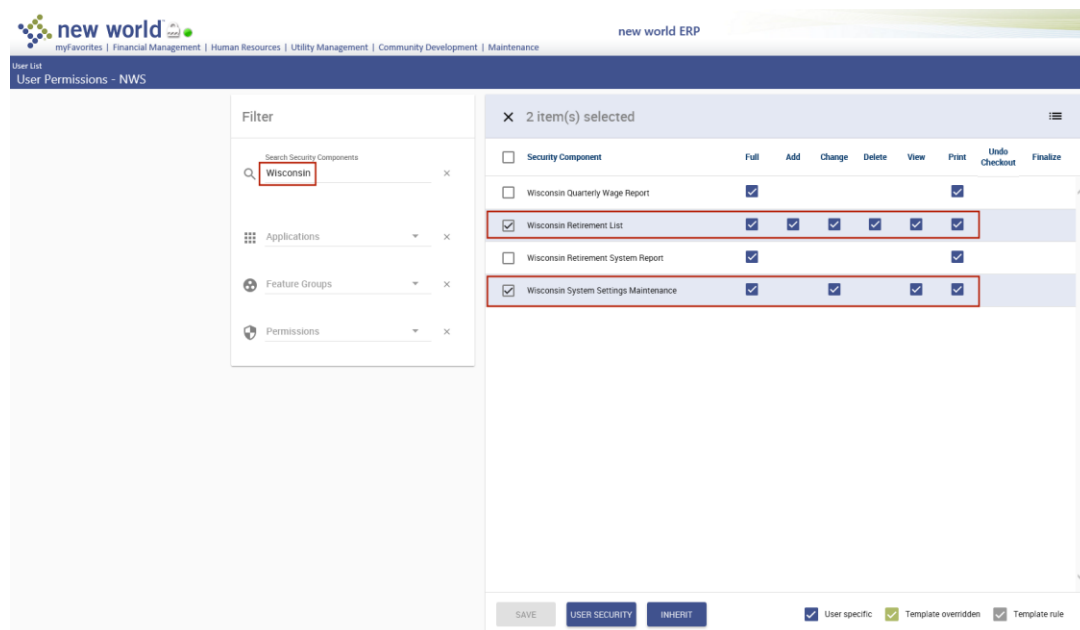 new world
new world ERP
myFavorites | Financial Management | Human Resources | Utility Management | Community Development | Maintenance
User List
User Permissions - NWS
Filter
Search Security Components
Wisconsin
Applications
Feature Groups
Permissions
2 item(s) selected
Security Component Full Add Change Delete View Print Undo Checkout Finalize
Wisconsin Quarterly Wage Report
Wisconsin Retirement List
Wisconsin Retirement System Report
Wisconsin System Settings Maintenance
SAVE USER SECURITY INHERIT User specific Template overridden Template rule